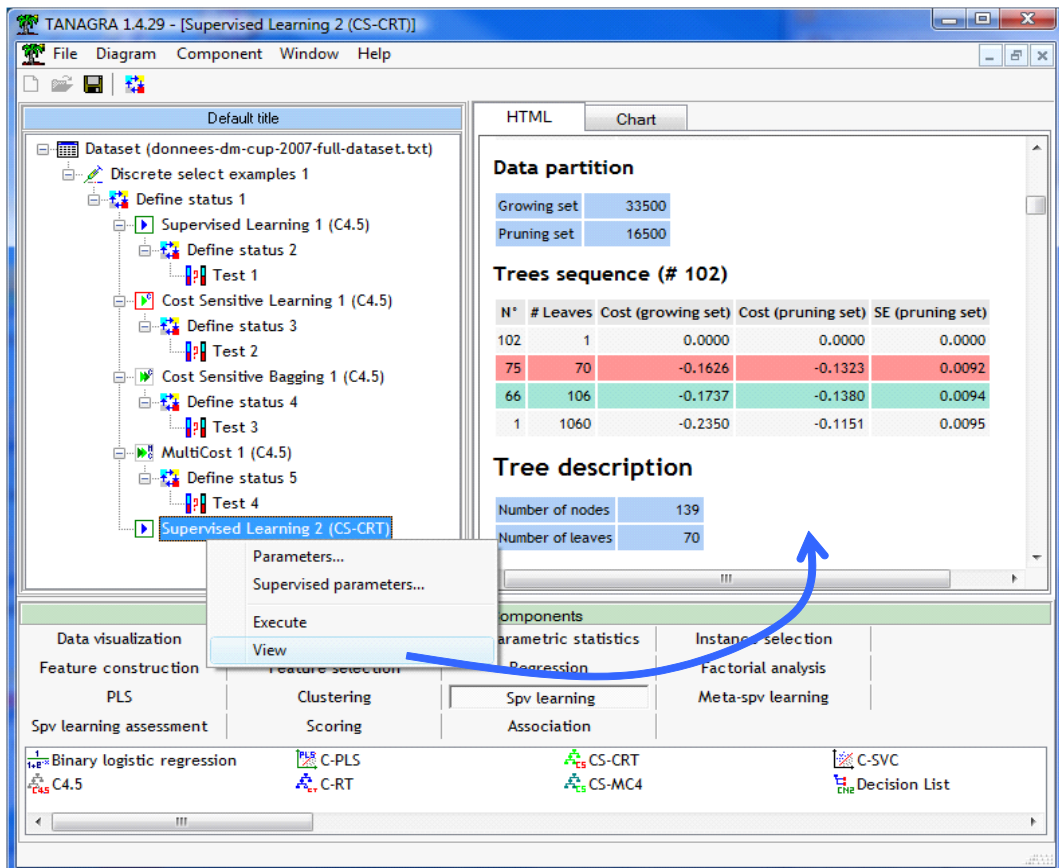 TANAGRA 1.4.29 - [Supervised Learning 2 (CS-CRT)]
File Diagram Component Window Help
Default title
Dataset (donnees-dm-cup-2007-full-dataset.txt)
Discrete select examples 1
Define status 1
Supervised Learning 1 (C4.5)
Define status 2
Test 1
Cost Sensitive Learning 1 (C4.5)
Define status 3
Test 2
Cost Sensitive Bagging 1 (C4.5)
Define status 4
Test 3
MultiCost 1 (C4.5)
Define status 5
Test 4
Supervised Learning 2 (CS-CRT)
Parameters...
Supervised parameters...
Execute
View
HTML Chart
Data partition
Growing set 33500
Pruning set 16500
Trees sequence (# 102)
N° # Leaves Cost (growing set) Cost (pruning set) SE (pruning set)
102 1 0.0000 0.0000 0.0000
75 70 -0.1626 -0.1323 0.0092
66 106 -0.1737 -0.1380 0.0094
1 1060 -0.2350 -0.1151 0.0095
Tree description
Number of nodes 139
Number of leaves 70
Components
Data visualization arametric statistics Instance selection
Feature construction Feature selection Regression Factorial analysis
PLS Clustering Spv learning Meta-spv learning
Spv learning assessment Scoring Association
Binary logistic regression C-PLS CS-CRT C-SVC
C4.5 C-RT CS-MC4 Decision List